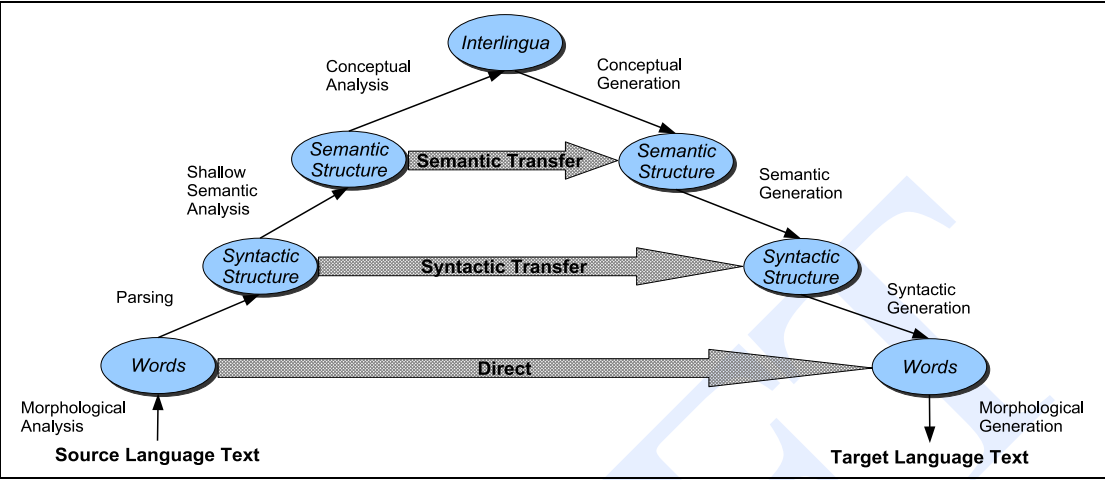 Interlingua
Conceptual
Analysis
Conceptual
Generation
Semantic
Structure
Semantic Transfer
Semantic
Structure
Shallow
Semantic
Analysis
Semantic
Generation
Syntactic
Structure
Syntactic Transfer
Syntactic
Structure
Parsing
Syntactic
Generation
Words
Direct
Words
Morphological
Analysis
Morphological
Generation
Source Language Text
Target Language Text